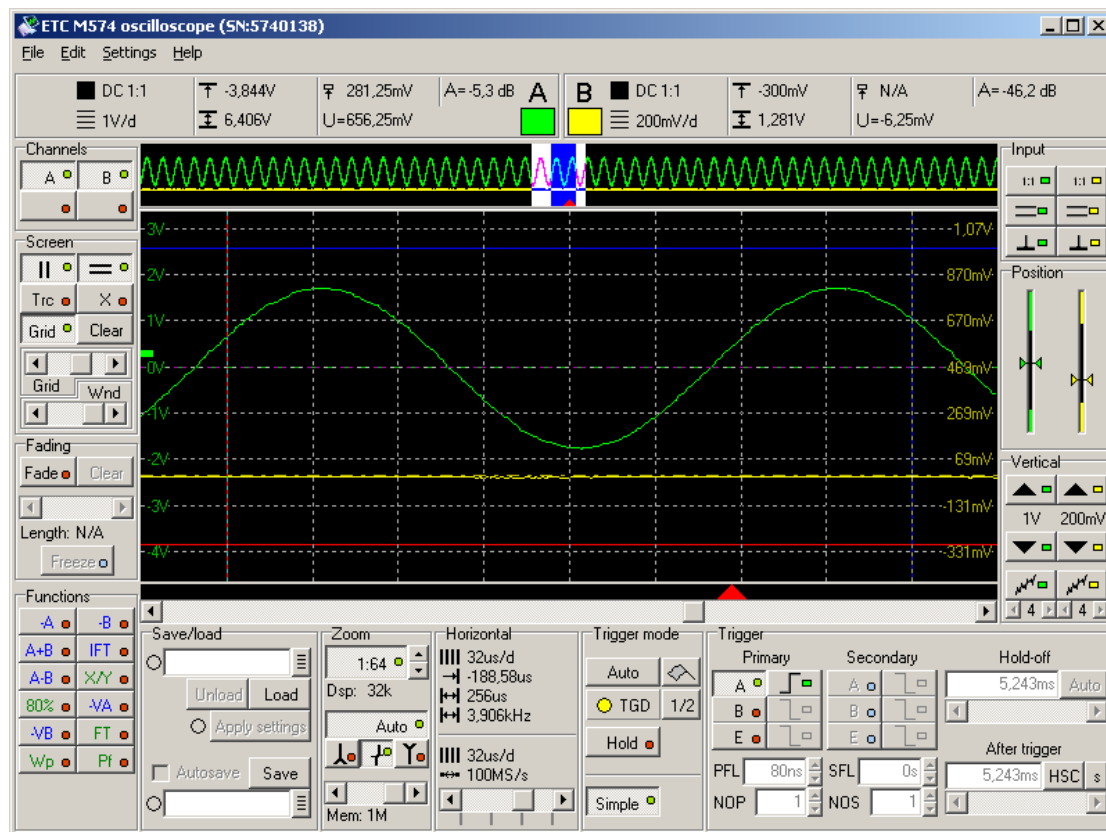 ETC M574 oscilloscope (SN:5740138)
File Edit Settings Help
DC 1:1 -3,844V 281,25mV A=-5,3 dB A B DC 1:1 -300mV N/A A=-46,2 dB
1V/d 6,406V U=656,25mV 200mV/d 1,281V U=-6,25mV
Channels
A B
Screen
Trc X
Grid Clear
Grid Wnd
Fading
Fade Clear
Length: N/A
Freeze
Functions
-A -B
A+B IFT
A-B X/Y
80% -VA
-VB FT
Wp Pf
3V 1,07V
2V 870mV
1V 670mV
0V 469mV
-1V 269mV
-2V 69mV
-3V -131mV
-4V -331mV
Input
1:1 1:1
Position
Vertical
1V 200mV
4 4
Save/load
Unload Load
Apply settings
Autosave Save
Zoom
1:64
Dsp: 32k
Auto
Mem: 1M
Horizontal
32us/d
-188,58us
256us
3,906kHz
32us/d
100MS/s
Trigger mode
Auto
TGD 1/2
Hold
Simple
Trigger
Primary Secondary Hold-off
A A 5,243ms Auto
B B
E E After trigger
5,243ms HSC s
PFL 80ns SFL 0s
NOP 1 NOS 1